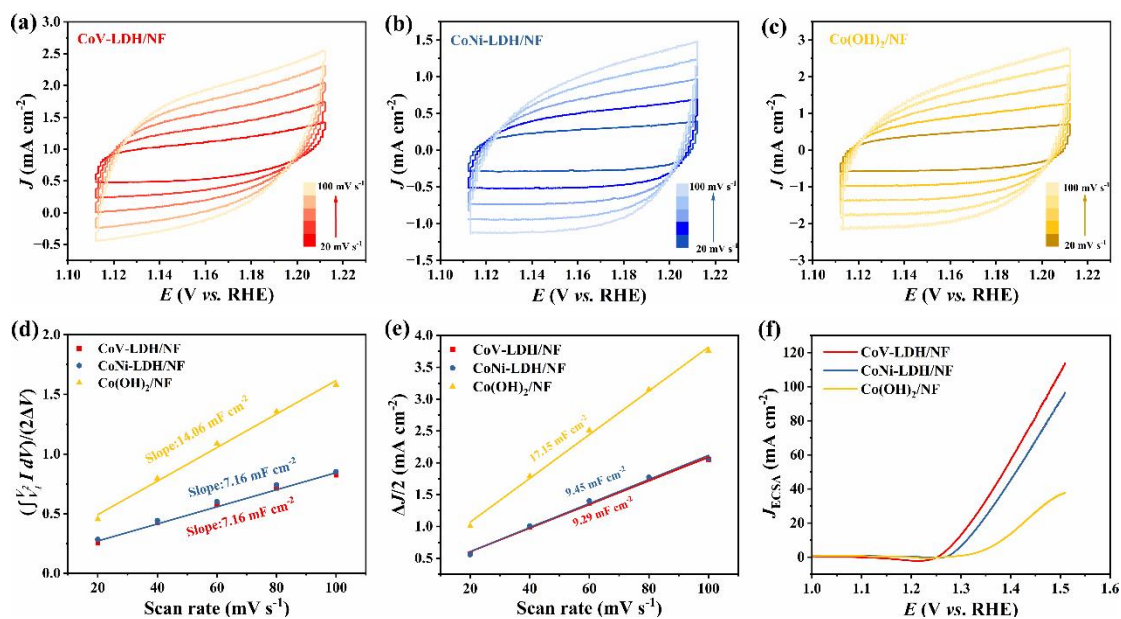 (a)
CoV-LDH/NF
J (mA cm⁻²)
3.0
2.5
2.0
1.5
1.0
0.5
0.0
−0.5
100 mV s⁻¹
20 mV s⁻¹
1.10 1.12 1.14 1.16 1.18 1.20 1.22
E (V vs. RHE)
(b)
CoNi-LDH/NF
J (mA cm⁻²)
1.5
1.0
0.5
0.0
-0.5
-1.0
-1.5
100 mV s⁻¹
20 mV s⁻¹
1.10 1.12 1.14 1.16 1.18 1.20 1.22
E (V vs. RHE)
(c)
Co(OH)₂/NF
J (mA cm⁻²)
4
3
2
1
0
−1
−2
−3
100 mV s⁻¹
20 mV s⁻¹
1.10 1.12 1.14 1.16 1.18 1.20 1.22
E (V vs. RHE)
(d)
CoV-LDH/NF
CoNi-LDH/NF
Co(OH)₂/NF
Slope:14.06 mF cm⁻²
Slope:7.16 mF cm⁻²
Slope:7.16 mF cm⁻²
2.0
1.5
1.0
0.5
0.0
20 40 60 80 100
Scan rate (mV s⁻¹)
(e)
CoV-LDH/NF
CoNi-LDH/NF
Co(OH)₂/NF
17.15 mF cm⁻²
9.45 mF cm⁻²
9.29 mF cm⁻²
ΔJ/2 (mA cm⁻²)
4.0
3.5
3.0
2.5
2.0
1.5
1.0
0.5
20 40 60 80 100
Scan rate (mV s⁻¹)
(f)
CoV-LDH/NF
CoNi-LDH/NF
Co(OH)₂/NF
J_ECSA (mA cm⁻²)
120
100
80
60
40
20
0
1.0 1.1 1.2 1.3 1.4 1.5 1.6
E (V vs. RHE)